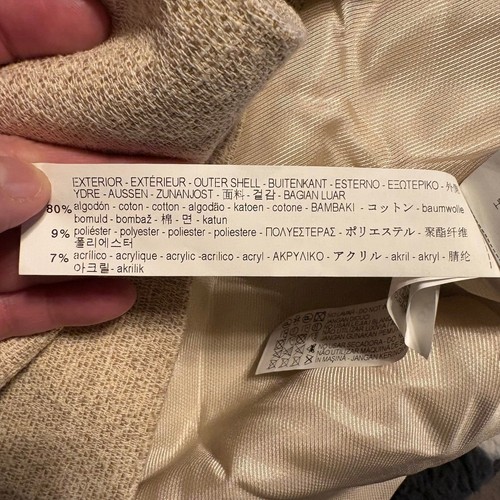 EXTERIOR - EXTÉRIEUR - OUTER SHELL - BUITENKANT - ESTERNO - ΕΞΩΤΕΡΙΚΟ -
YDRE - AUSSEN - ZUNANJOST - 面料 - 겉감 - BAGIAN LUAR
80% algodón - coton - cotton - algodão - katoen - cotone - ΒΑΜΒΑΚΙ - コットン - baumwolle
bomuld - bombaž - 棉 - 면 - katun
9% poliéster - polyester - poliester - poliestere - ΠΟΛΥΕΣΤΕΡΑΣ - ポリエステル - 聚酯纤维
폴리에스터
7% acrílico - acrylique - acrylic - acrilico - acryl - ΑΚΡΥΛΙΚΟ - アクリル - akril - akryl - 腈纶
아크릴 - akrilik